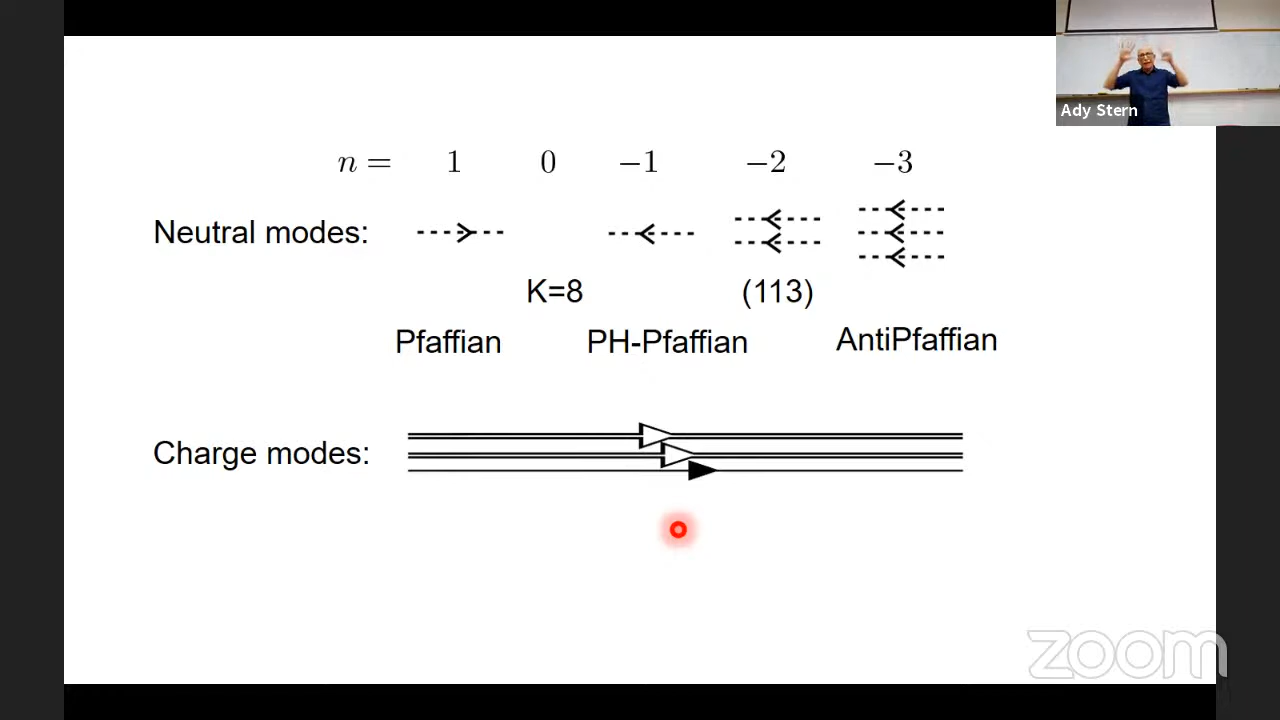 Ady Stern
n = 1 0 −1 −2 −3
Neutral modes:
K=8 (113)
Pfaffian PH-Pfaffian AntiPfaffian
Charge modes:
zoom